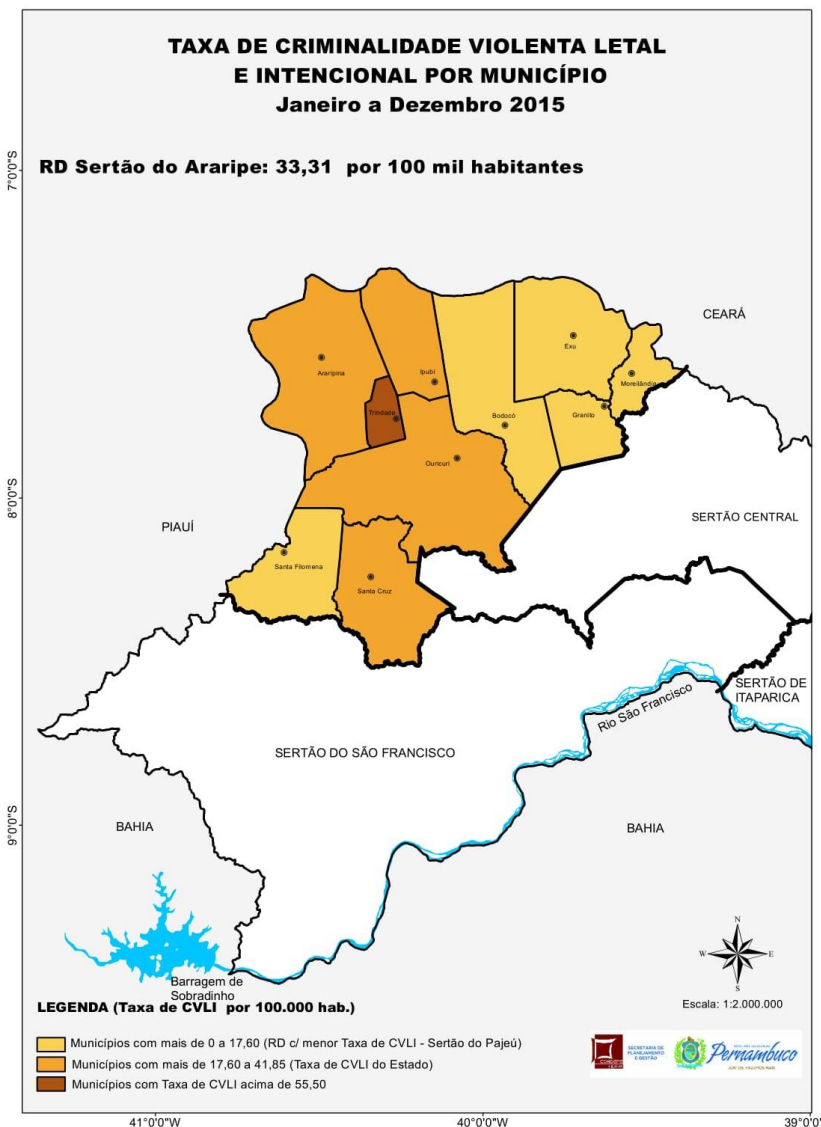 TAXA DE CRIMINALIDADE VIOLENTA LETAL
E INTENCIONAL POR MUNICÍPIO
Janeiro a Dezembro 2015
RD Sertão do Araripe: 33,31 por 100 mil habitantes
7°0'0"S
CEARÁ
Exu
Araripina
Ipubi
Moreilândia
Trindade
Bodocó
Granito
Ouricuri
8°0'0"S
PIAUÍ
SERTÃO CENTRAL
Santa Filomena
Santa Cruz
SERTÃO DE
ITAPARICA
Rio São Francisco
SERTÃO DO SÃO FRANCISCO
9°0'0"S
BAHIA
BAHIA
N
W
E
S
Barragem de
Sobradinho
Escala: 1:2.000.000
LEGENDA (Taxa de CVLI por 100.000 hab.)
Municípios com mais de 0 a 17,60 (RD c/ menor Taxa de CVLI - Sertão do Pajeú)
Municípios com mais de 17,60 a 41,85 (Taxa de CVLI do Estado)
Municípios com Taxa de CVLI acima de 55,50
SECRETARIA DE
PLANEJAMENTO
E GESTÃO
Pernambuco
41°0'0"W
40°0'0"W
39°0'0"